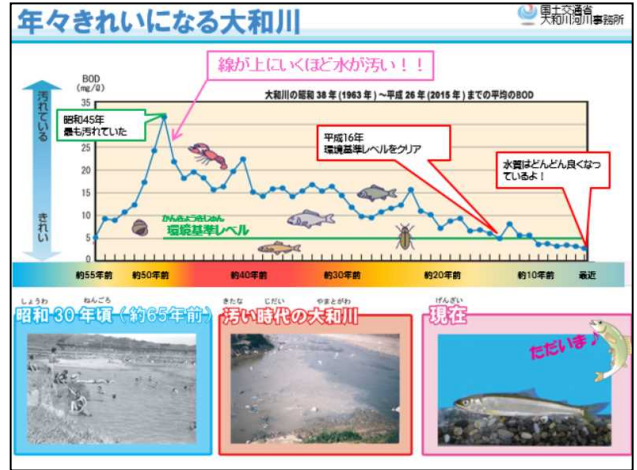 年々きれいになる大和川
国土交通省
大和川河川事務所
線が上にいくほど水が汚い！！
BOD
(mg/ℓ)
大和川の昭和38年(1963年)～平成26年(2015年)までの平均のBOD
汚れている
きれい
35
30
25
20
15
10
5
0
昭和45年
最も汚れていた
平成16年
環境基準レベルをクリア
水質はどんどん良くなっ
ているよ！
かんきょうきじゅん
環境基準レベル
約55年前
約50年前
約40年前
約30年前
約20年前
約10年前
最近
しょうわ ねんごろ
昭和30年頃（約65年前）
きたな じだい やまとがわ
汚い時代の大和川
げんざい
現在
ただいま♪